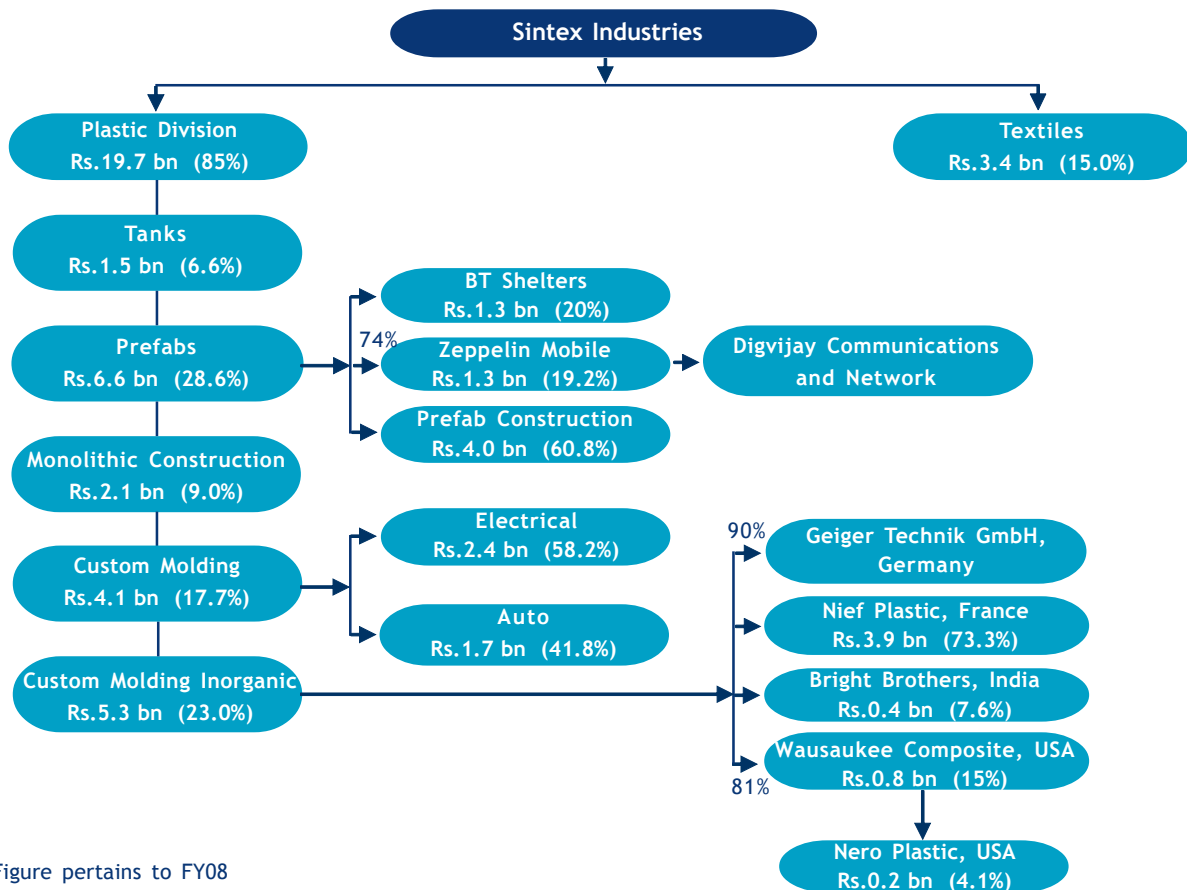 Sintex Industries
Plastic Division
Rs.19.7 bn (85%)
Textiles
Rs.3.4 bn (15.0%)
Tanks
Rs.1.5 bn (6.6%)
BT Shelters
Rs.1.3 bn (20%)
74%
Prefabs
Rs.6.6 bn (28.6%)
Zeppelin Mobile
Rs.1.3 bn (19.2%)
Digvijay Communications
and Network
Prefab Construction
Rs.4.0 bn (60.8%)
Monolithic Construction
Rs.2.1 bn (9.0%)
Electrical
Rs.2.4 bn (58.2%)
90%
Geiger Technik GmbH,
Germany
Custom Molding
Rs.4.1 bn (17.7%)
Auto
Rs.1.7 bn (41.8%)
Nief Plastic, France
Rs.3.9 bn (73.3%)
Custom Molding Inorganic
Rs.5.3 bn (23.0%)
Bright Brothers, India
Rs.0.4 bn (7.6%)
Wausaukee Composite, USA
Rs.0.8 bn (15%)
81%
Nero Plastic, USA
Rs.0.2 bn (4.1%)
Figure pertains to FY08